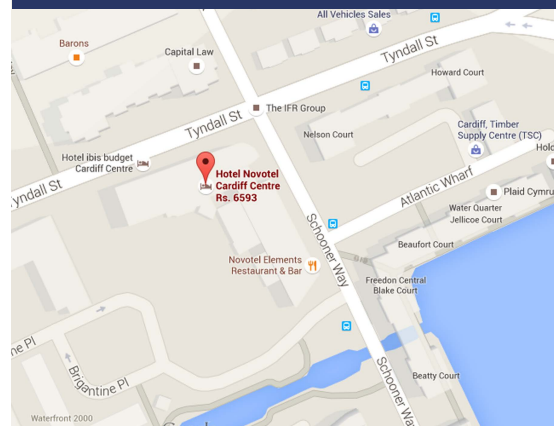 All Vehicles Sales
Barons
Tyndall St
Capital Law
Howard Court
The IFR Group
Tyndall St
Nelson Court
Cardiff, Timber
Supply Centre (TSC)
Hotel ibis budget
Cardiff Centre
Hotel Novotel
Cardiff Centre
Rs. 6593
yndall St
Atlantic Wharf
Plaid Cymru
Water Quarter
Jellicoe Court
Schooner Way
Beaufort Court
Novotel Elements
Restaurant & Bar
Freedon Central
Blake Court
ne Pl
Brigantine Pl
Beatty Court
Schooner Way
Waterfront 2000